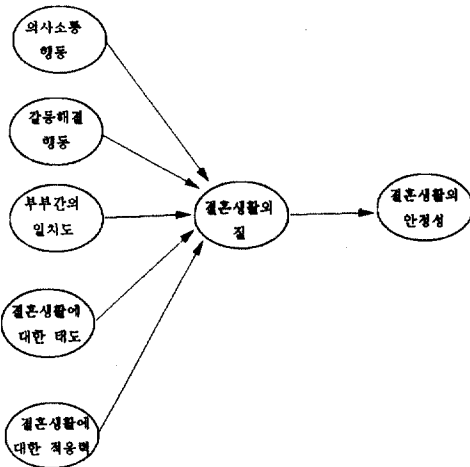 의사소통
행동
갈등해결
행동
부부간의
일치도
결혼생활의
질
결혼생활의
안정성
결혼생활에
대한 태도
결혼생활에
대한 적응력